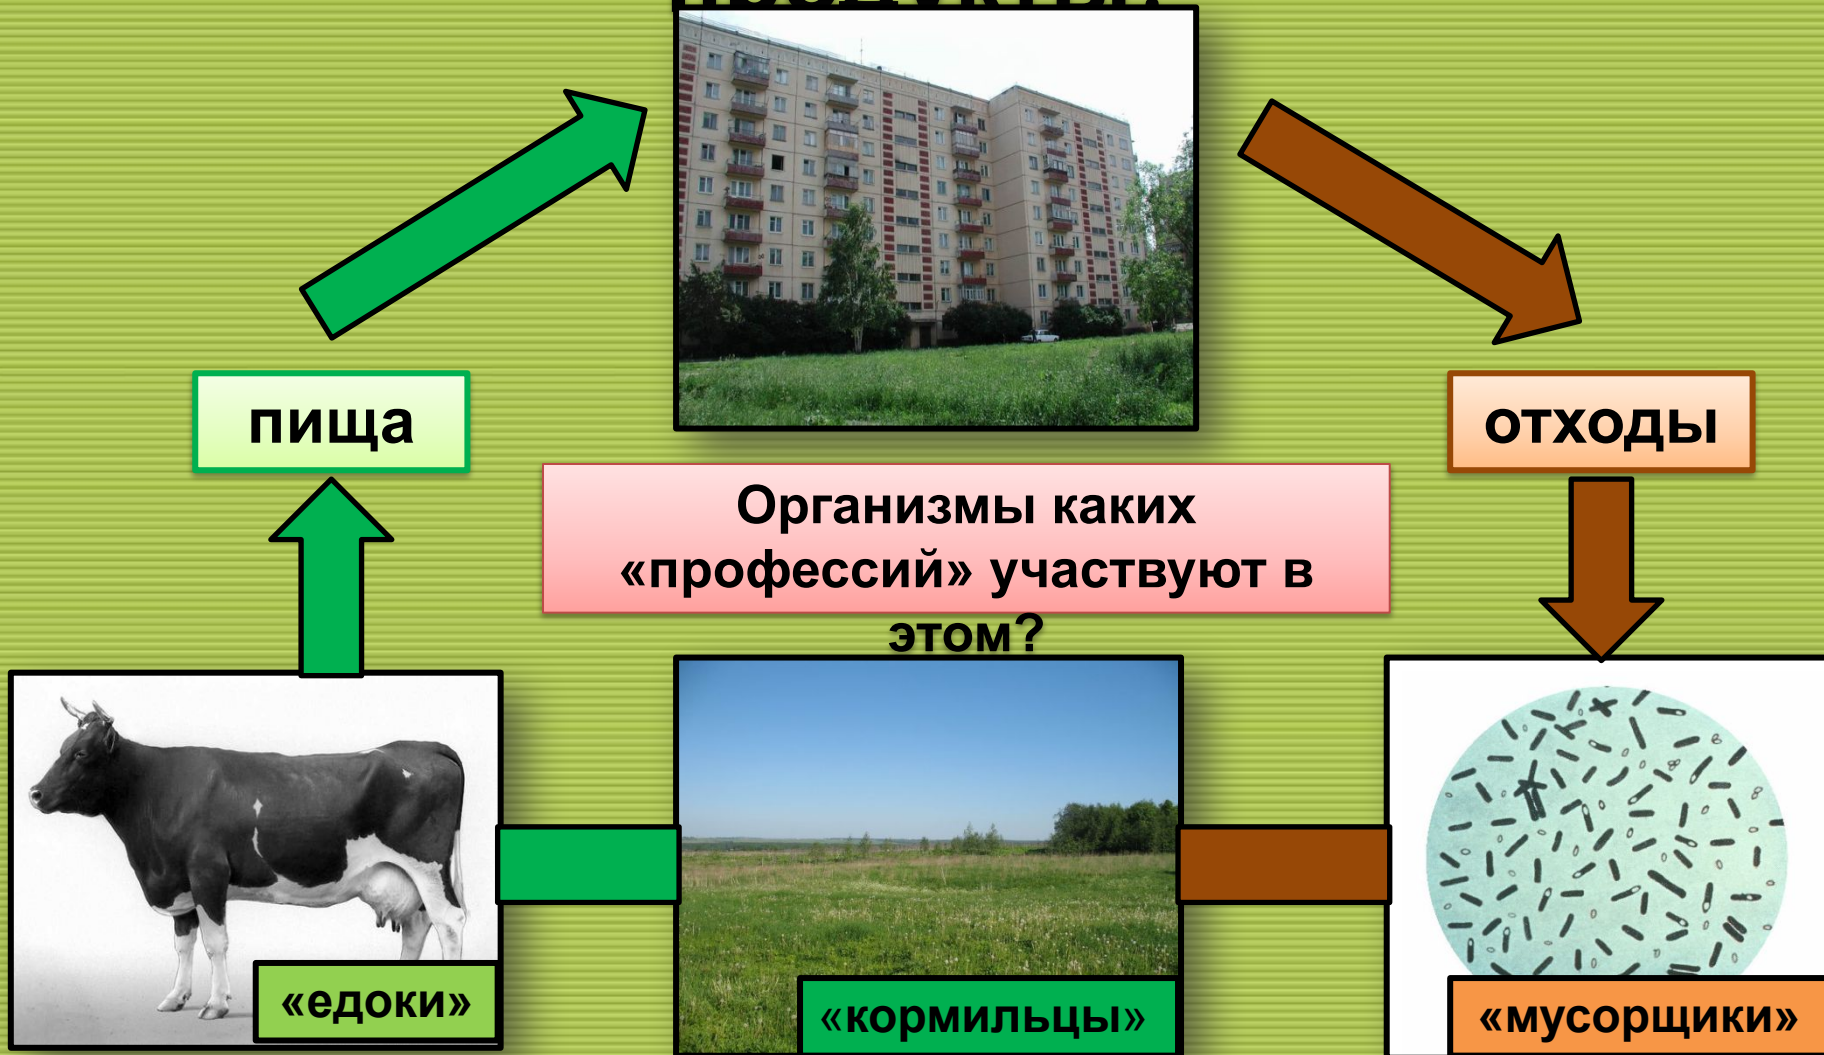 пища
отходы
Организмы каких
«профессий» участвуют в
этом?
«едоки»
«кормильцы»
«мусорщики»